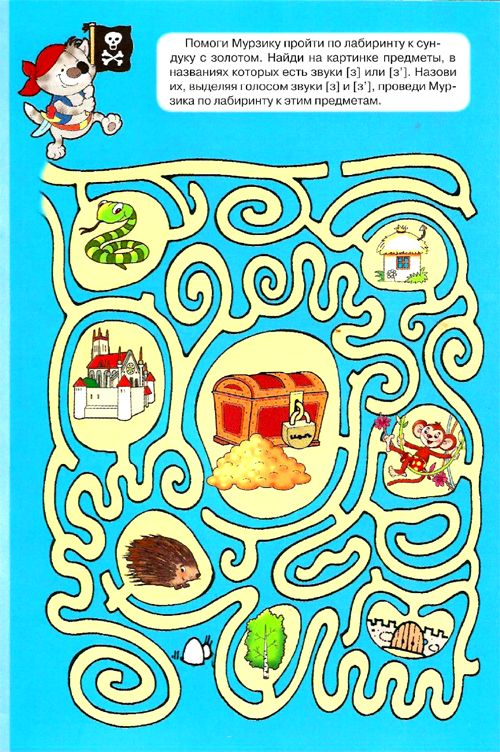 Помоги Мурзику пройти по лабиринту к сун-
дуку с золотом. Найди на картинке предметы, в
названиях которых есть звуки [з] или [з’]. Назови
их, выделяя голосом звуки [з] и [з’], проведи Мур-
зика по лабиринту к этим предметам.